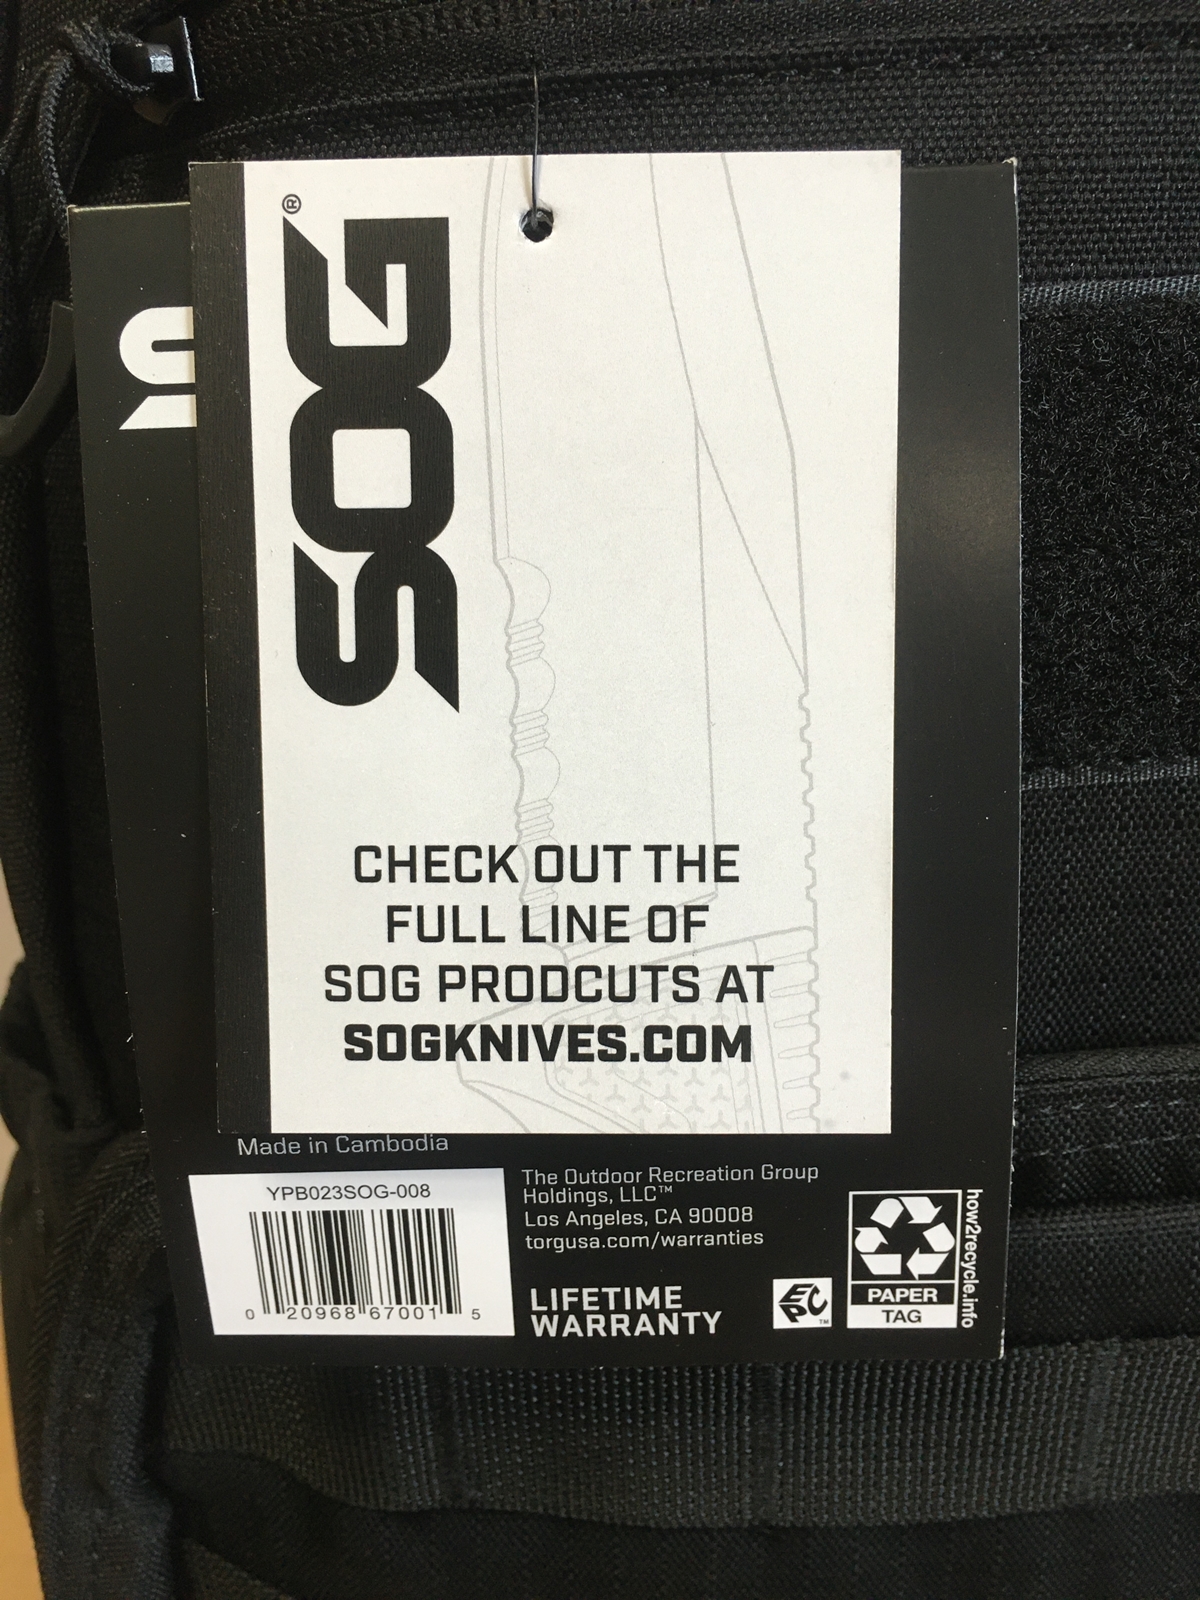 SOG®
CHECK OUT THE
FULL LINE OF
SOG PRODCUTS AT
SOGKNIVES.COM
Made in Cambodia
YPB023SOG-008
0 20968 67001 5
The Outdoor Recreation Group
Holdings, LLC™
Los Angeles, CA 90008
torgusa.com/warranties
LIFETIME
WARRANTY
EPC™
PAPER
TAG
how2recycle.info